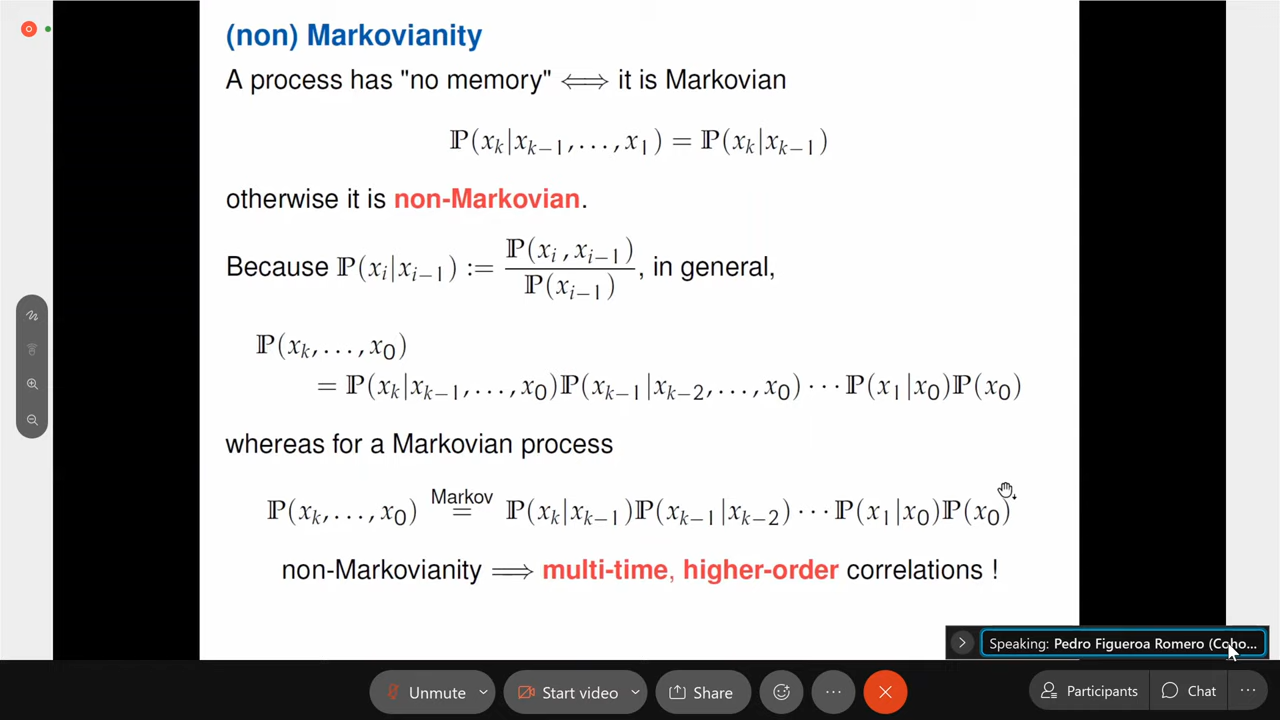 (non) Markovianity
A process has "no memory" ⟺ it is Markovian
ℙ(x_k|x_{k−1}, . . . , x_1) = ℙ(x_k|x_{k−1})
otherwise it is non-Markovian.
Because ℙ(x_i|x_{i−1}) := ℙ(x_i, x_{i−1}) / ℙ(x_{i−1}), in general,
ℙ(x_k, . . . , x_0)
= ℙ(x_k|x_{k−1}, . . . , x_0)ℙ(x_{k−1}|x_{k−2}, . . . , x_0) · · · ℙ(x_1|x_0)ℙ(x_0)
whereas for a Markovian process
ℙ(x_k, . . . , x_0) Markov = ℙ(x_k|x_{k−1})ℙ(x_{k−1}|x_{k−2}) · · · ℙ(x_1|x_0)ℙ(x_0)
non-Markovianity ⟹ multi-time, higher-order correlations !
Speaking: Pedro Figueroa Romero (Coho...
Unmute Start video Share Participants Chat